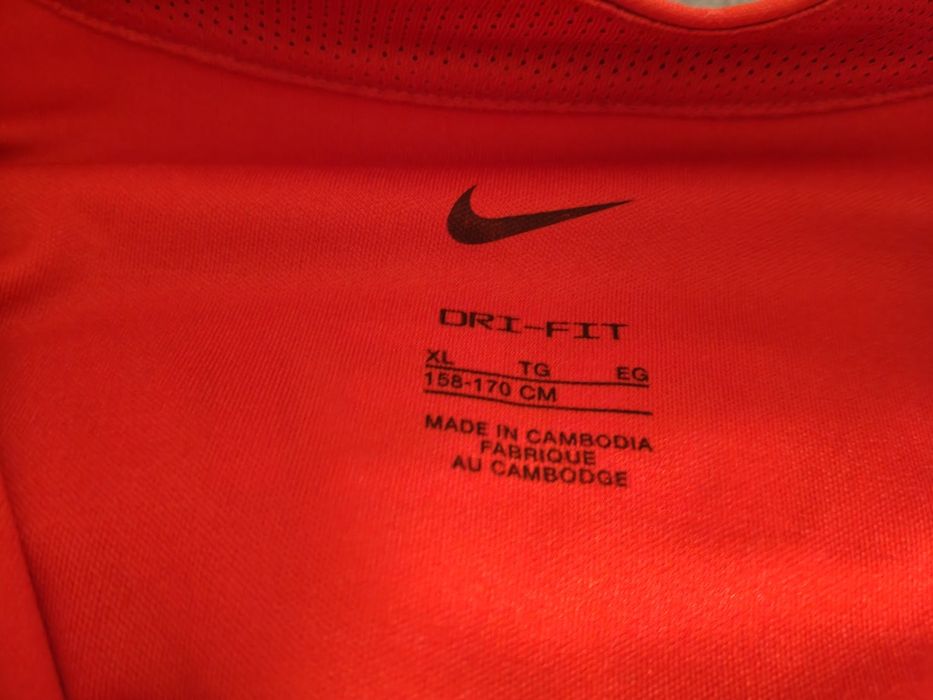 DRI-FIT
XL TG EG
158-170 CM
MADE IN CAMBODIA
FABRIQUE
AU CAMBODGE